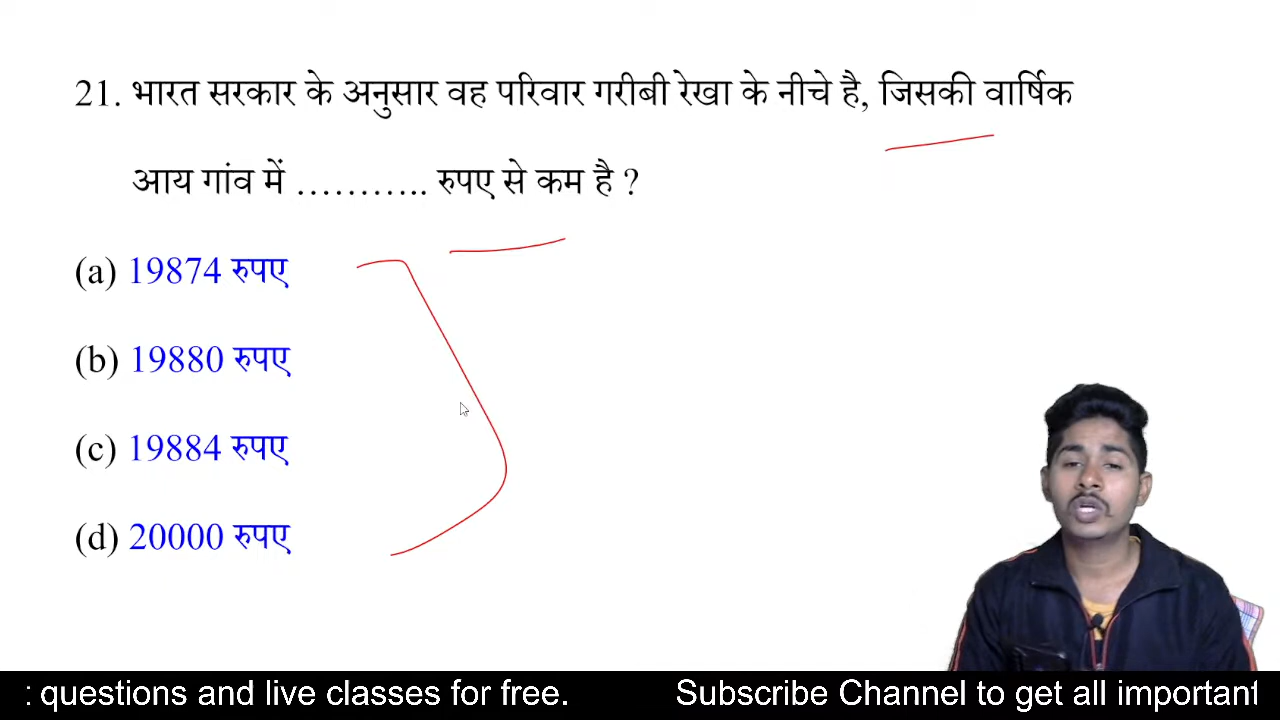 21. भारत सरकार के अनुसार वह परिवार गरीबी रेखा के नीचे है, जिसकी वार्षिक
आय गांव में ……….. रुपए से कम है ?
(a) 19874 रुपए
(b) 19880 रुपए
(c) 19884 रुपए
(d) 20000 रुपए
: questions and live classes for free. Subscribe Channel to get all important